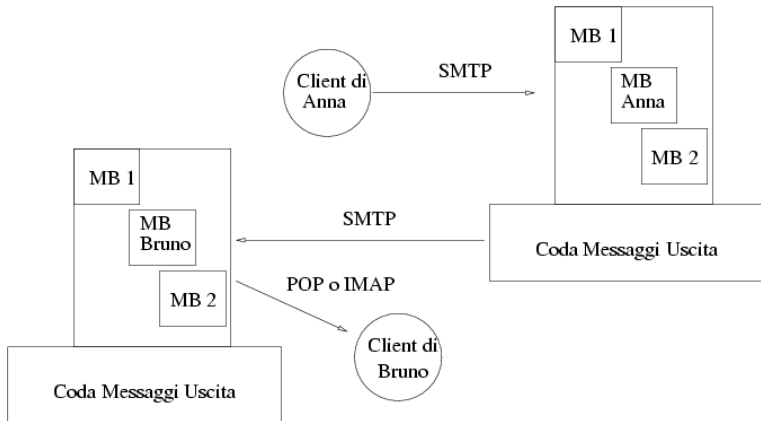 MB 1
Client di
Anna
SMTP
MB
Anna
MB 2
MB 1
MB
Bruno
SMTP
Coda Messaggi Uscita
MB 2
POP o IMAP
Client di
Bruno
Coda Messaggi Uscita